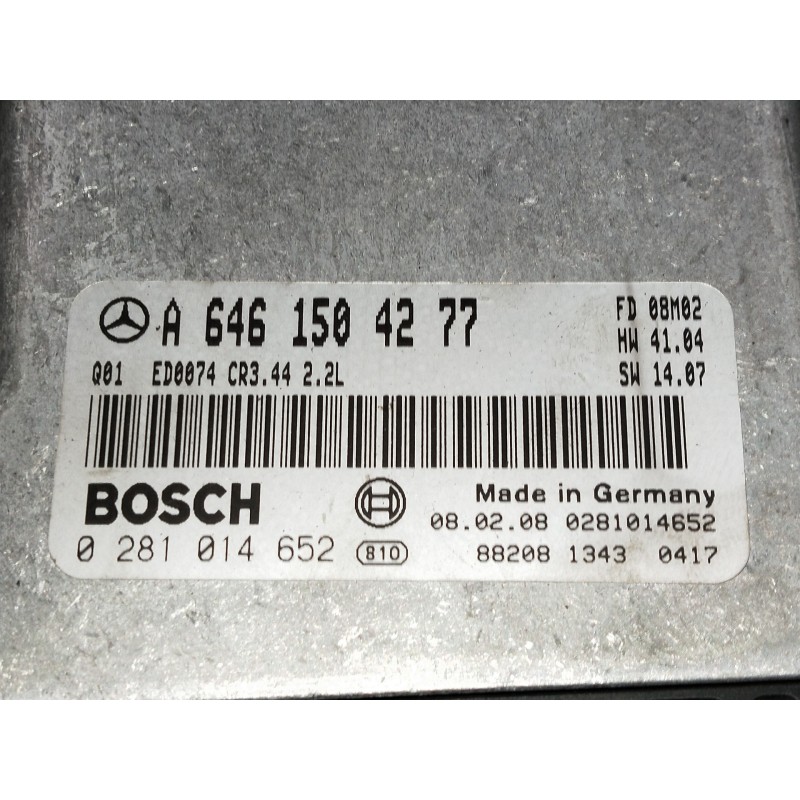 A 646 150 42 77
FD 08M02
HW 41.04
Q01 ED0074 CR3.44 2.2L
SW 14.07
BOSCH
Made in Germany
08.02.08 0281014652
0 281 014 652 810
88208 1343 0417